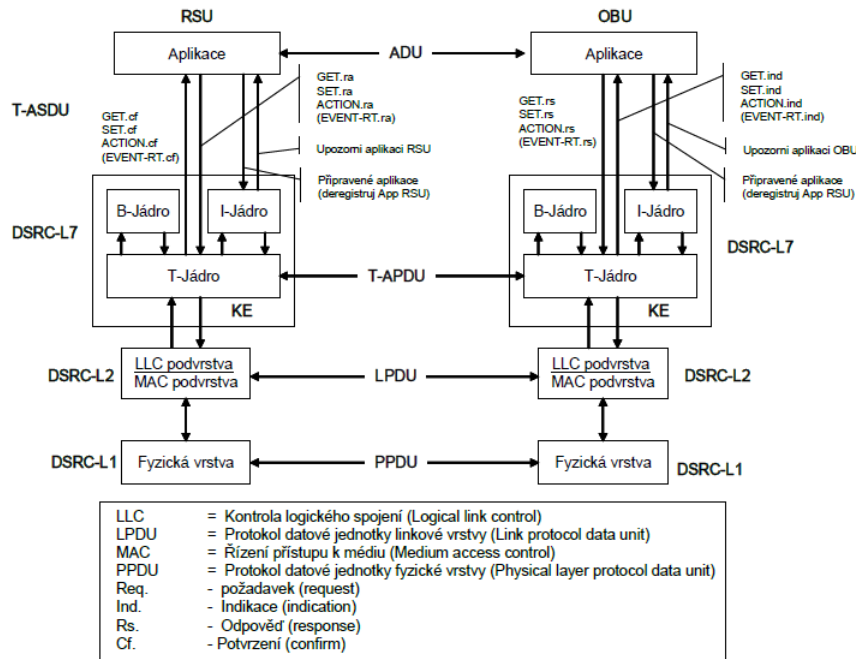 RSU
OBU
Aplikace
ADU
Aplikace
T-ASDU
GET.cf
SET.cf
ACTION.cf
(EVENT-RT.cf)
GET.ra
SET.ra
ACTION.ra
(EVENT-RT.ra)
Upozorni aplikaci RSU
Připravené aplikace
(deregistruj App RSU)
GET.rs
SET.rs
ACTION.rs
(EVENT-RT.rs)
GET.ind
SET.ind
ACTION.ind
(EVENT-RT.ind)
Upozorni aplikaci OBU
Připravené aplikace
(deregistruj App RSU)
DSRC-L7
B-Jádro
I-Jádro
T-Jádro
KE
T-APDU
B-Jádro
I-Jádro
T-Jádro
KE
DSRC-L7
DSRC-L2
LLC podvrstva
MAC podvrstva
LPDU
LLC podvrstva
MAC podvrstva
DSRC-L2
DSRC-L1
Fyzická vrstva
PPDU
Fyzická vrstva
DSRC-L1
LLC = Kontrola logického spojení (Logical link control)
LPDU = Protokol datové jednotky linkové vrstvy (Link protocol data unit)
MAC = Řízení přístupu k médiu (Medium access control)
PPDU = Protokol datové jednotky fyzické vrstvy (Physical layer protocol data unit)
Req. - požadavek (request)
Ind. - Indikace (indication)
Rs. - Odpověď (response)
Cf. - Potvrzení (confirm)